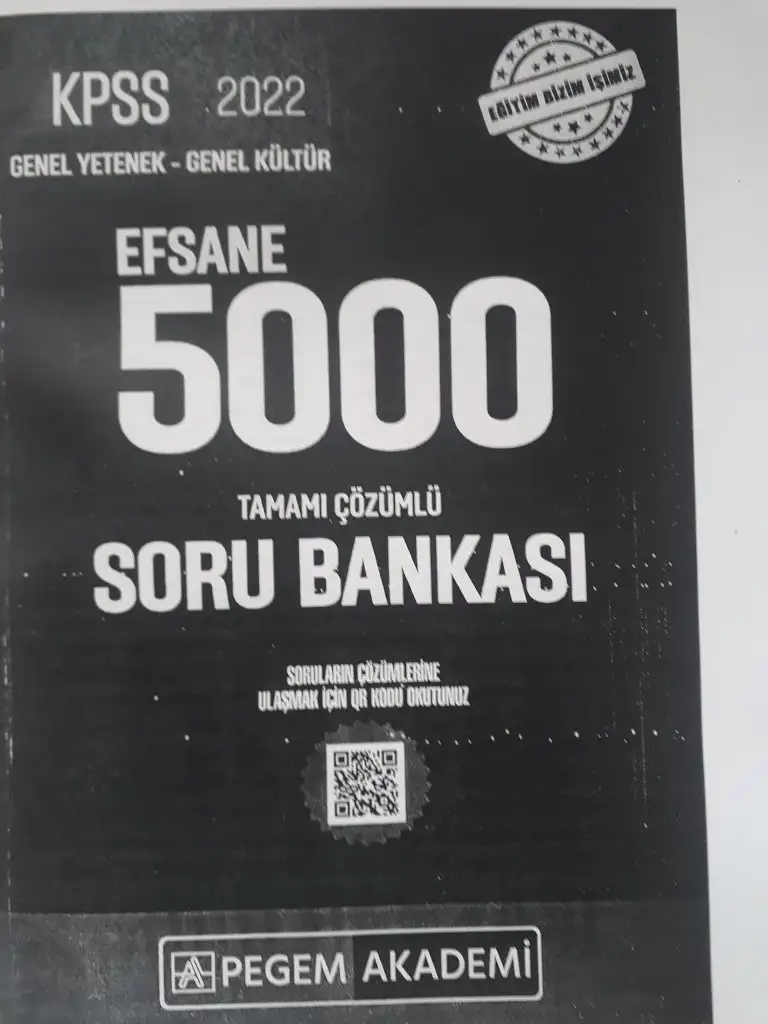 KPSS 2022
GENEL YETENEK - GENEL KÜLTÜR
EĞİTİM BİZİM İŞİMİZ
EFSANE
5000
TAMAMI ÇÖZÜMLÜ
SORU BANKASI
SORULARIN ÇÖZÜMLERİNE
ULAŞMAK İÇİN QR KODU OKUTUNUZ
PEGEM AKADEMİ